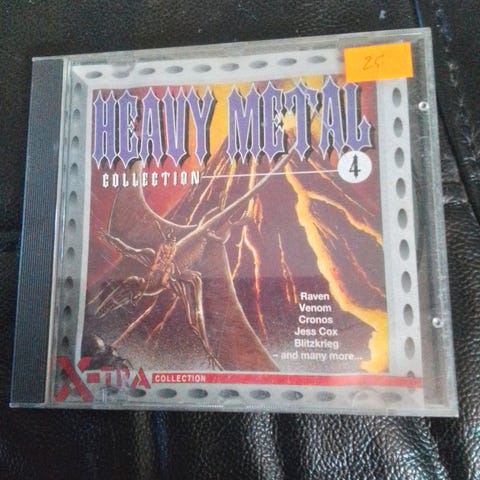 25
HEAVY METAL
COLLECTION
4
Raven
Venom
Cronos
Jess Cox
Blitzkrieg
- and many more...
X-TRA COLLECTION